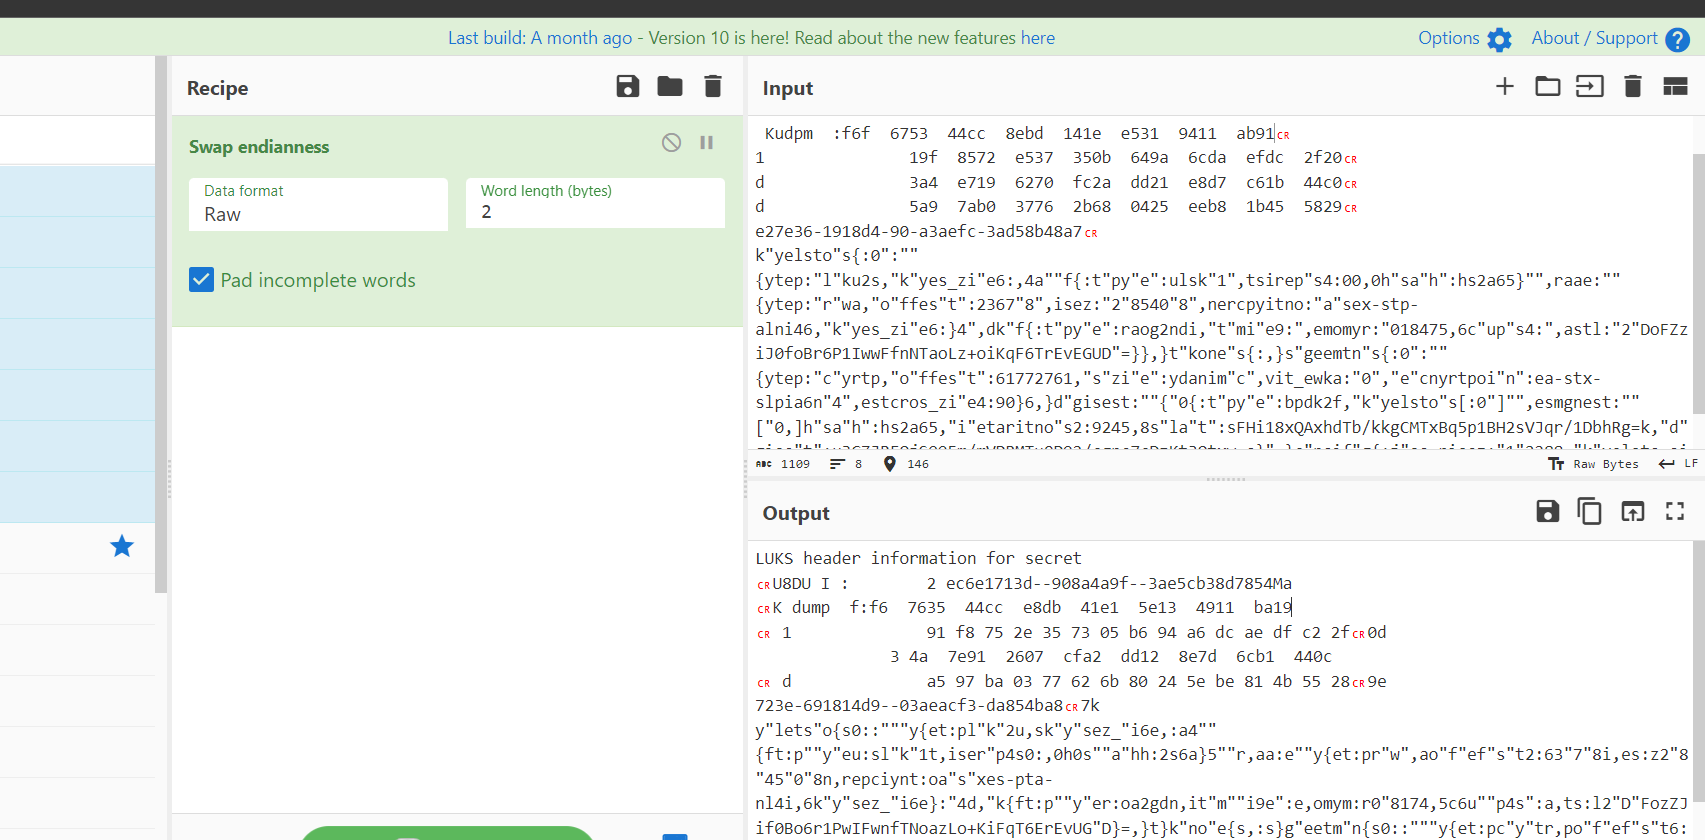 Last build: A month ago - Version 10 is here! Read about the new features here
Options
About / Support
Recipe
Swap endianness
Data format
Raw
Word length (bytes)
2
Pad incomplete words
Input
Kudpm  :f6f  6753  44cc  8ebd  141e  e531  9411  ab91CR
1               19f  8572  e537  350b  649a  6cda  efdc  2f20CR
d               3a4  e719  6270  fc2a  dd21  e8d7  c61b  44c0CR
d               5a9  7ab0  3776  2b68  0425  eeb8  1b45  5829CR
e27e36-1918d4-90-a3aefc-3ad58b48a7CR
k"yelsto"s{:0":""
{ytep:"l"ku2s,"k"yes_zi"e6:,4a""f{:t"py"e":ulsk"1",tsirep"s4:00,0h"sa"h":hs2a65}"",raae:""
{ytep:"r"wa,"o"ffes"t":2367"8",isez:"2"8540"8",nercpyitno:"a"sex-stp-
alni46,"k"yes_zi"e6:}4",dk"f{:t"py"e":raog2ndi,"t"mi"e9:",emomyr:"018475,6c"up"s4:",astl:"2"DoFZz
iJ0foBr6P1IwwFfnNTaoLz+oiKqF6TrEvEGUD"=}},}t"kone"s{:,}s"geemtn"s{:0":""
{ytep:"c"yrtp,"o"ffes"t":61772761,"s"zi"e":ydanim"c",vit_ewka:"0","e"cnyrtpoi"n":ea-stx-
slpia6n"4",estcros_zi"e4:90}6,}d"gisest:""{"0{:t"py"e":bpdk2f,"k"yelsto"s[:0"]"",esmgnest:""
["0,]h"sa"h":hs2a65,"i"etaritno"s2:9245,8s"la"t":sFHi18xQAxhdTb/kkgCMTxBq5p1BH2sVJqr/1DbhRg=k,"d"
ABC 1109
8
146
Raw Bytes
LF
Output
LUKS header information for secret
CRU8DU I :        2 ec6e1713d--908a4a9f--3ae5cb38d7854Ma
CRK dump  f:f6  7635  44cc  e8db  41e1  5e13  4911  ba19
CR 1              91 f8 75 2e 35 73 05 b6 94 a6 dc ae df c2 2fCR0d
3 4a  7e91  2607  cfa2  dd12  8e7d  6cb1  440c
CR d              a5 97 ba 03 77 62 6b 80 24 5e be 81 4b 55 28CR9e
723e-691814d9--03aeacf3-da854ba8CR7k
y"lets"o{s0::"""y{et:pl"k"2u,sk"y"sez_"i6e,:a4""
{ft:p""y"eu:sl"k"1t,iser"p4s0:,0h0s""a"hh:2s6a}5""r,aa:e""y{et:pr"w",ao"f"ef"s"t2:63"7"8i,es:z2"8
"45"0"8n,repciynt:oa"s"xes-pta-
nl4i,6k"y"sez_"i6e}:"4d,"k{ft:p""y"er:oa2gdn,it"m""i9e":e,omym:r0"8174,5c6u""p4s":a,ts:l2"D"FozZJ
if0Bo6r1PwIFwnfTNoazLo+KiFqT6ErEvUG"D}=,}t}k"no"e{s,:s}g"eetm"n{s0::"""y{et:pc"y"tr,po"f"ef"s"t6: